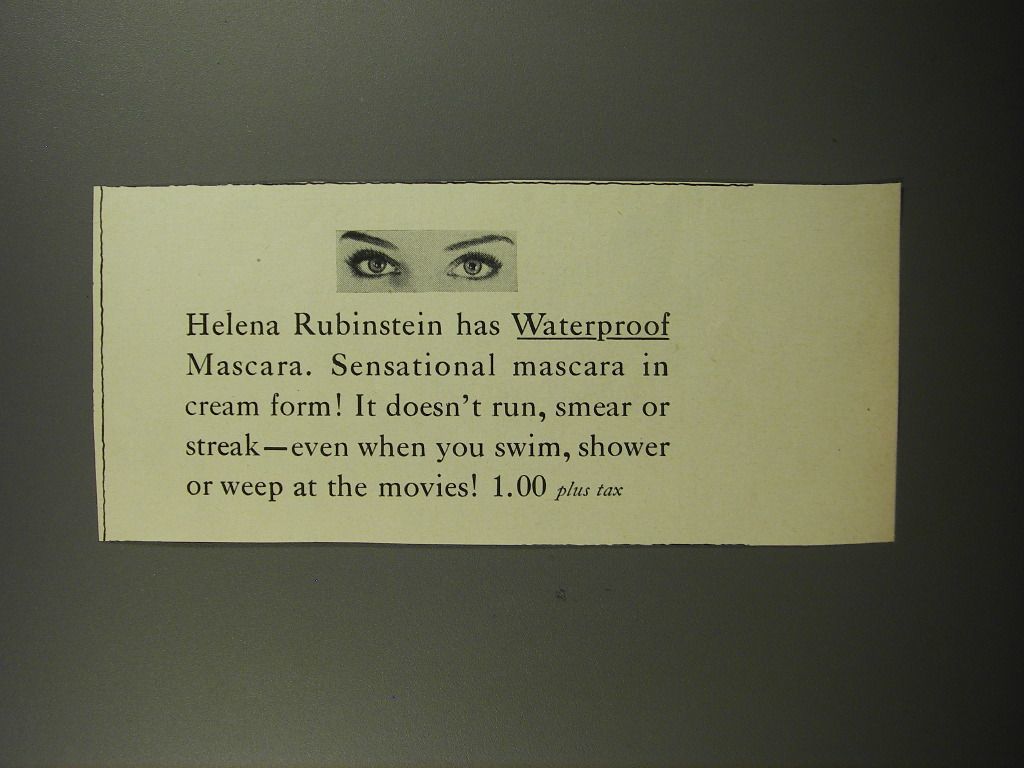 Helena Rubinstein has Waterproof
Mascara. Sensational mascara in
cream form! It doesn't run, smear or
streak—even when you swim, shower
or weep at the movies! 1.00 plus tax